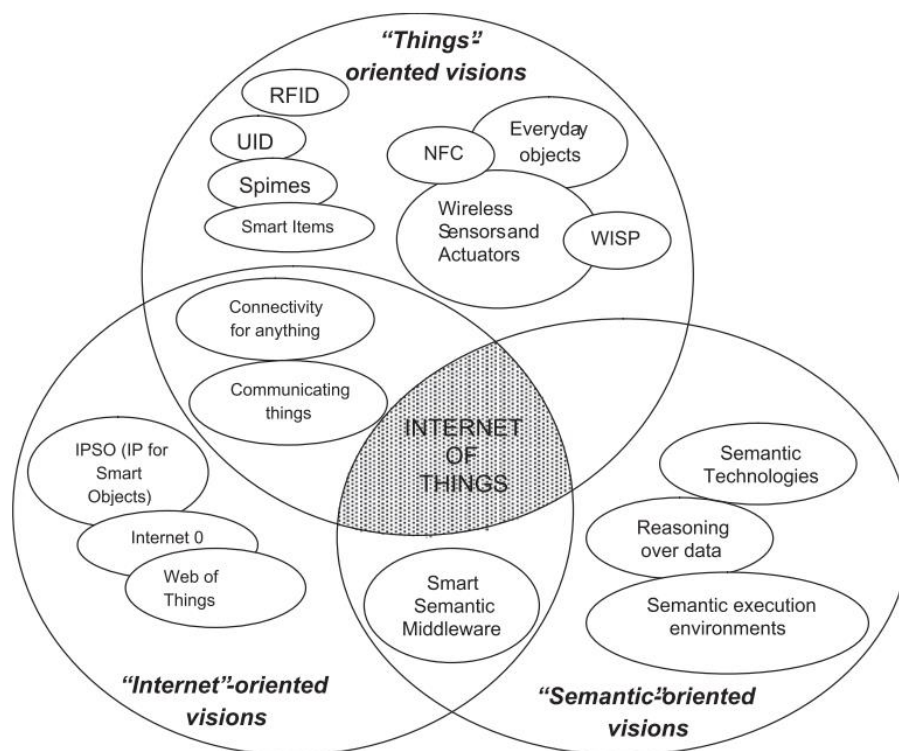 “Things”-
oriented visions
RFID
UID
Spimes
Smart Items
Everyday
objects
NFC
Wireless
Sensors and
Actuators
WISP
Connectivity
for anything
Communicating
things
INTERNET
OF
THINGS
IPSO (IP for
Smart
Objects)
Internet 0
Web of
Things
Semantic
Technologies
Reasoning
over data
Semantic execution
environments
Smart
Semantic
Middleware
“Internet”-oriented
visions
“Semantic”-oriented
visions